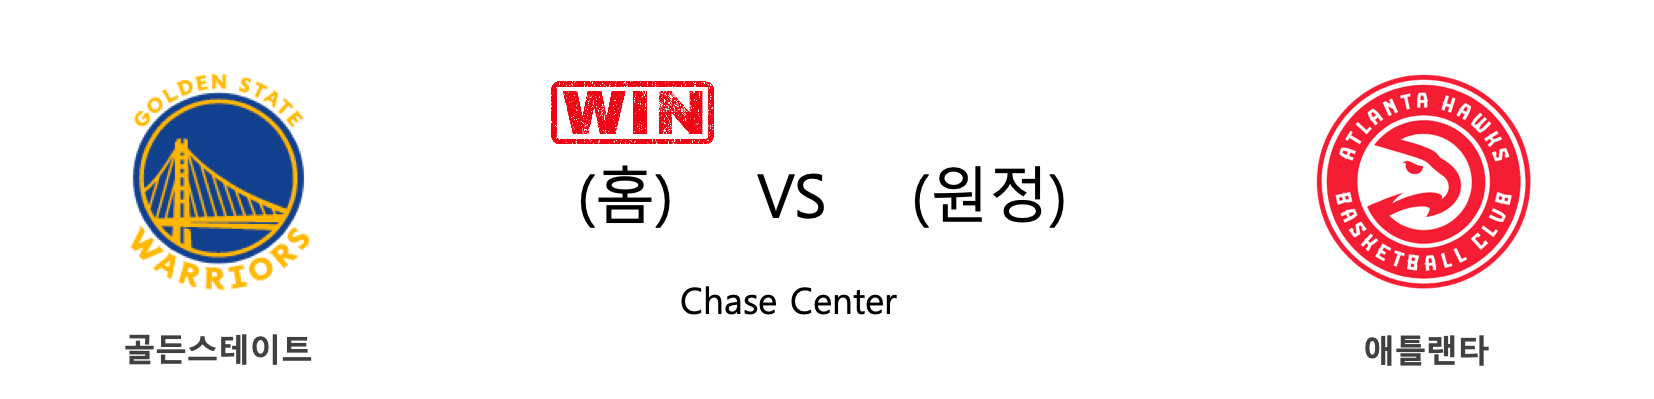 GOLDEN STATE
WARRIORS
골든스테이트
WIN
(홈) VS (원정)
Chase Center
ATLANTA HAWKS
BASKETBALL CLUB
애틀랜타